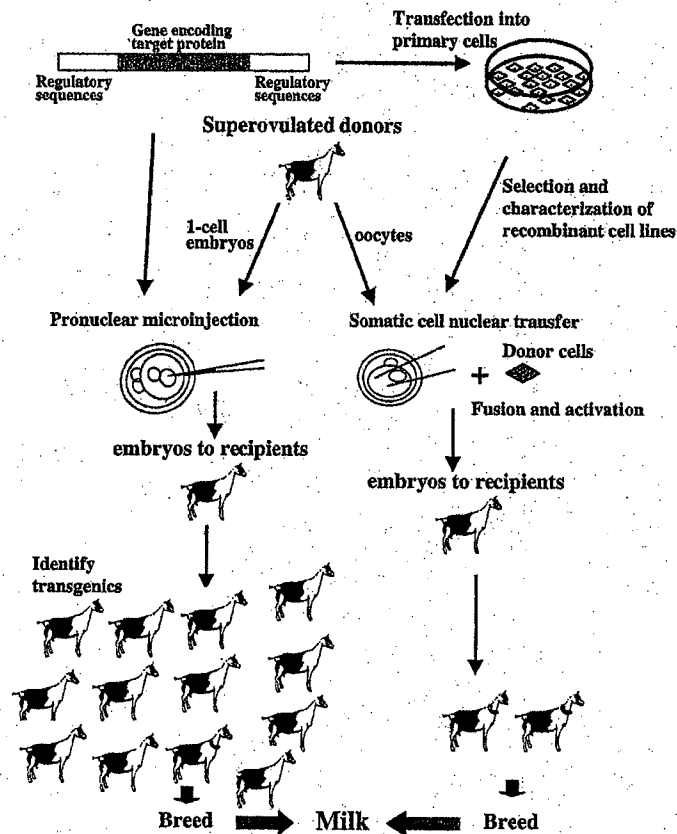 Gene encoding
target protein
Regulatory
sequences
Regulatory
sequences
Transfection into
primary cells
Superovulated donors
1-cell
embryos
oocytes
Selection and
characterization of
recombinant cell lines
Pronuclear microinjection
Somatic cell nuclear transfer
+
Donor cells
Fusion and activation
embryos to recipients
embryos to recipients
Identify
transgenics
Breed
Milk
Breed